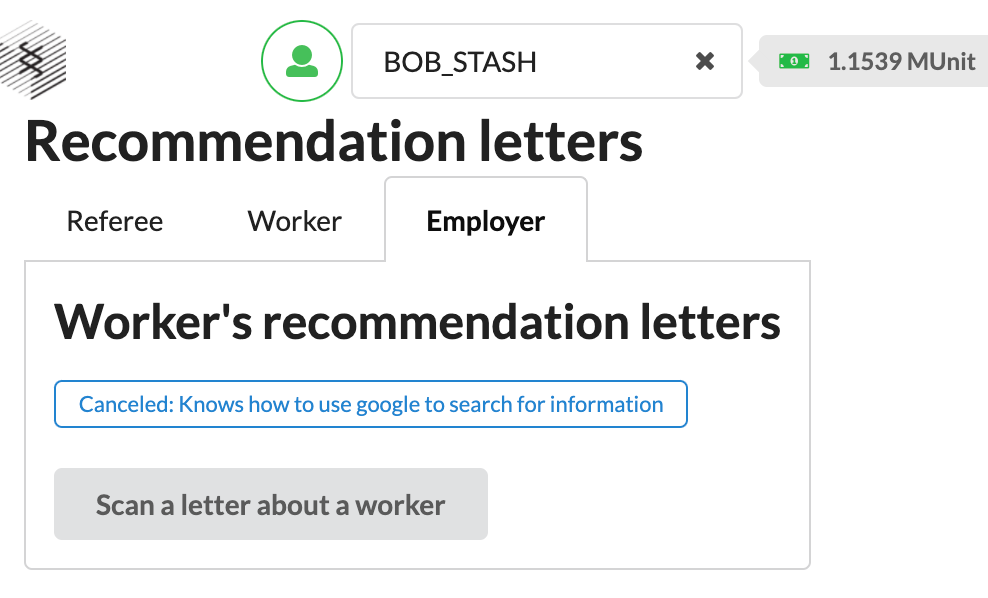 BOB_STASH
1.1539 MUnit
Recommendation letters
Referee Worker Employer
Worker's recommendation letters
Canceled: Knows how to use google to search for information
Scan a letter about a worker